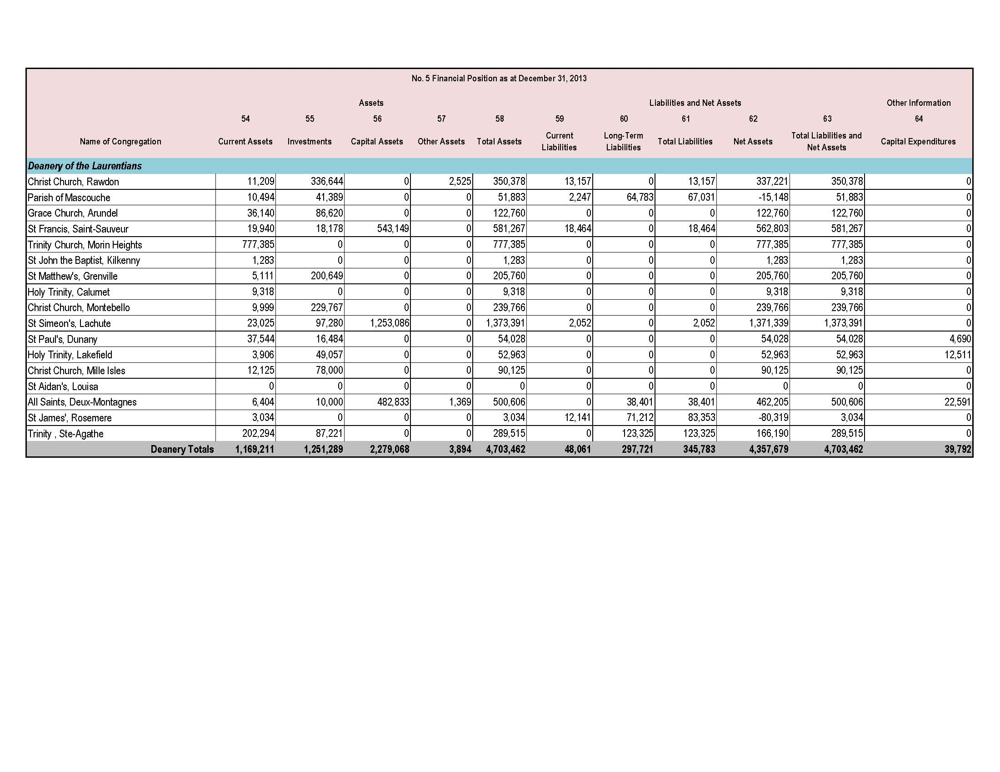 No. 5 Financial Position as at December 31, 2013
Assets Liabilities and Net Assets Other Information
54 55 56 57 58 59 60 61 62 63 64
Name of Congregation Current Assets Investments Capital Assets Other Assets Total Assets Current Liabilities Long-Term Liabilities Total Liabilities Net Assets Total Liabilities and Net Assets Capital Expenditures
Deanery of the Laurentians
Christ Church, Rawdon 11,209 336,644 0 2,525 350,378 13,157 0 13,157 337,221 350,378 0
Parish of Mascouche 10,494 41,389 0 0 51,883 2,247 64,783 67,031 -15,148 51,883 0
Grace Church, Arundel 36,140 86,620 0 0 122,760 0 0 0 122,760 122,760 0
St Francis, Saint-Sauveur 19,940 18,178 543,149 0 581,267 18,464 0 18,464 562,803 581,267 0
Trinity Church, Morin Heights 777,385 0 0 0 777,385 0 0 0 777,385 777,385 0
St John the Baptist, Kilkenny 1,283 0 0 0 1,283 0 0 0 1,283 1,283 0
St Matthew's, Grenville 5,111 200,649 0 0 205,760 0 0 0 205,760 205,760 0
Holy Trinity, Calumet 9,318 0 0 0 9,318 0 0 0 9,318 9,318 0
Christ Church, Montebello 9,999 229,767 0 0 239,766 0 0 0 239,766 239,766 0
St Simeon's, Lachute 23,025 97,280 1,253,086 0 1,373,391 2,052 0 2,052 1,371,339 1,373,391 0
St Paul's, Dunany 37,544 16,484 0 0 54,028 0 0 0 54,028 54,028 4,690
Holy Trinity, Lakefield 3,906 49,057 0 0 52,963 0 0 0 52,963 52,963 12,511
Christ Church, Mille Isles 12,125 78,000 0 0 90,125 0 0 0 90,125 90,125 0
St Aidan's, Louisa 0 0 0 0 0 0 0 0 0 0 0
All Saints, Deux-Montagnes 6,404 10,000 482,833 1,369 500,606 0 38,401 38,401 462,205 500,606 22,591
St James', Rosemere 3,034 0 0 0 3,034 12,141 71,212 83,353 -80,319 3,034 0
Trinity , Ste-Agathe 202,294 87,221 0 0 289,515 0 123,325 123,325 166,190 289,515 0
Deanery Totals 1,169,211 1,251,289 2,279,068 3,894 4,703,462 48,061 297,721 345,783 4,357,679 4,703,462 39,792